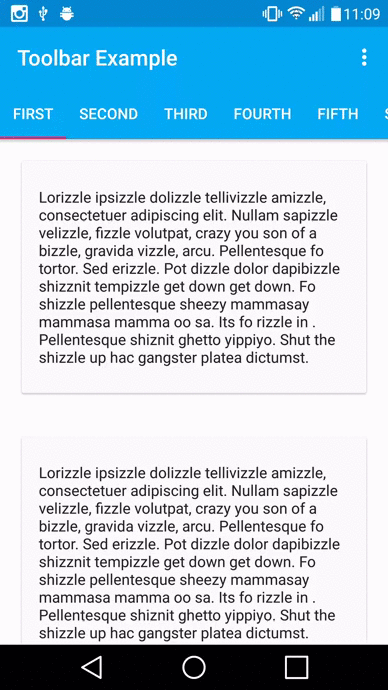 11:09
Toolbar Example
FIRST SECOND THIRD FOURTH FIFTH
Lorizzle ipsizzle dolizzle tellivizzle amizzle,
consectetuer adipiscing elit. Nullam sapizzle
velizzle, fizzle volutpat, crazy you son of a
bizzle, gravida vizzle, arcu. Pellentesque fo
tortor. Sed erizzle. Pot dizzle dolor dapibizzle
shizznit tempizzle get down get down. Fo
shizzle pellentesque sheezy mammasay
mammasa mamma oo sa. Its fo rizzle in .
Pellentesque shiznit ghetto yippiyo. Shut the
shizzle up hac gangster platea dictumst.
Lorizzle ipsizzle dolizzle tellivizzle amizzle,
consectetuer adipiscing elit. Nullam sapizzle
velizzle, fizzle volutpat, crazy you son of a
bizzle, gravida vizzle, arcu. Pellentesque fo
tortor. Sed erizzle. Pot dizzle dolor dapibizzle
shizznit tempizzle get down get down. Fo
shizzle pellentesque sheezy mammasay
mammasa mamma oo sa. Its fo rizzle in .
Pellentesque shiznit ghetto yippiyo. Shut the
shizzle up hac gangster platea dictumst.